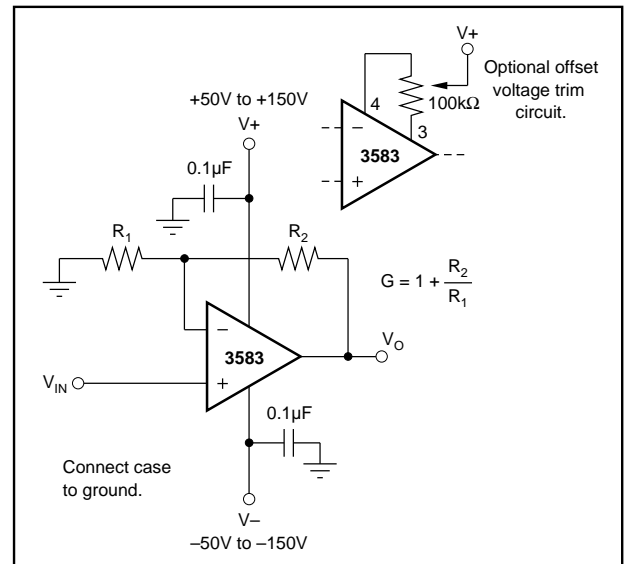 +50V to +150V
V+
0.1µF
R1
R2
−
3583
+
VIN
VO
0.1µF
Connect case
to ground.
V–
–50V to –150V
V+
Optional offset
voltage trim
circuit.
4
100kΩ
3
−
3583
+
G = 1 + R2
R1